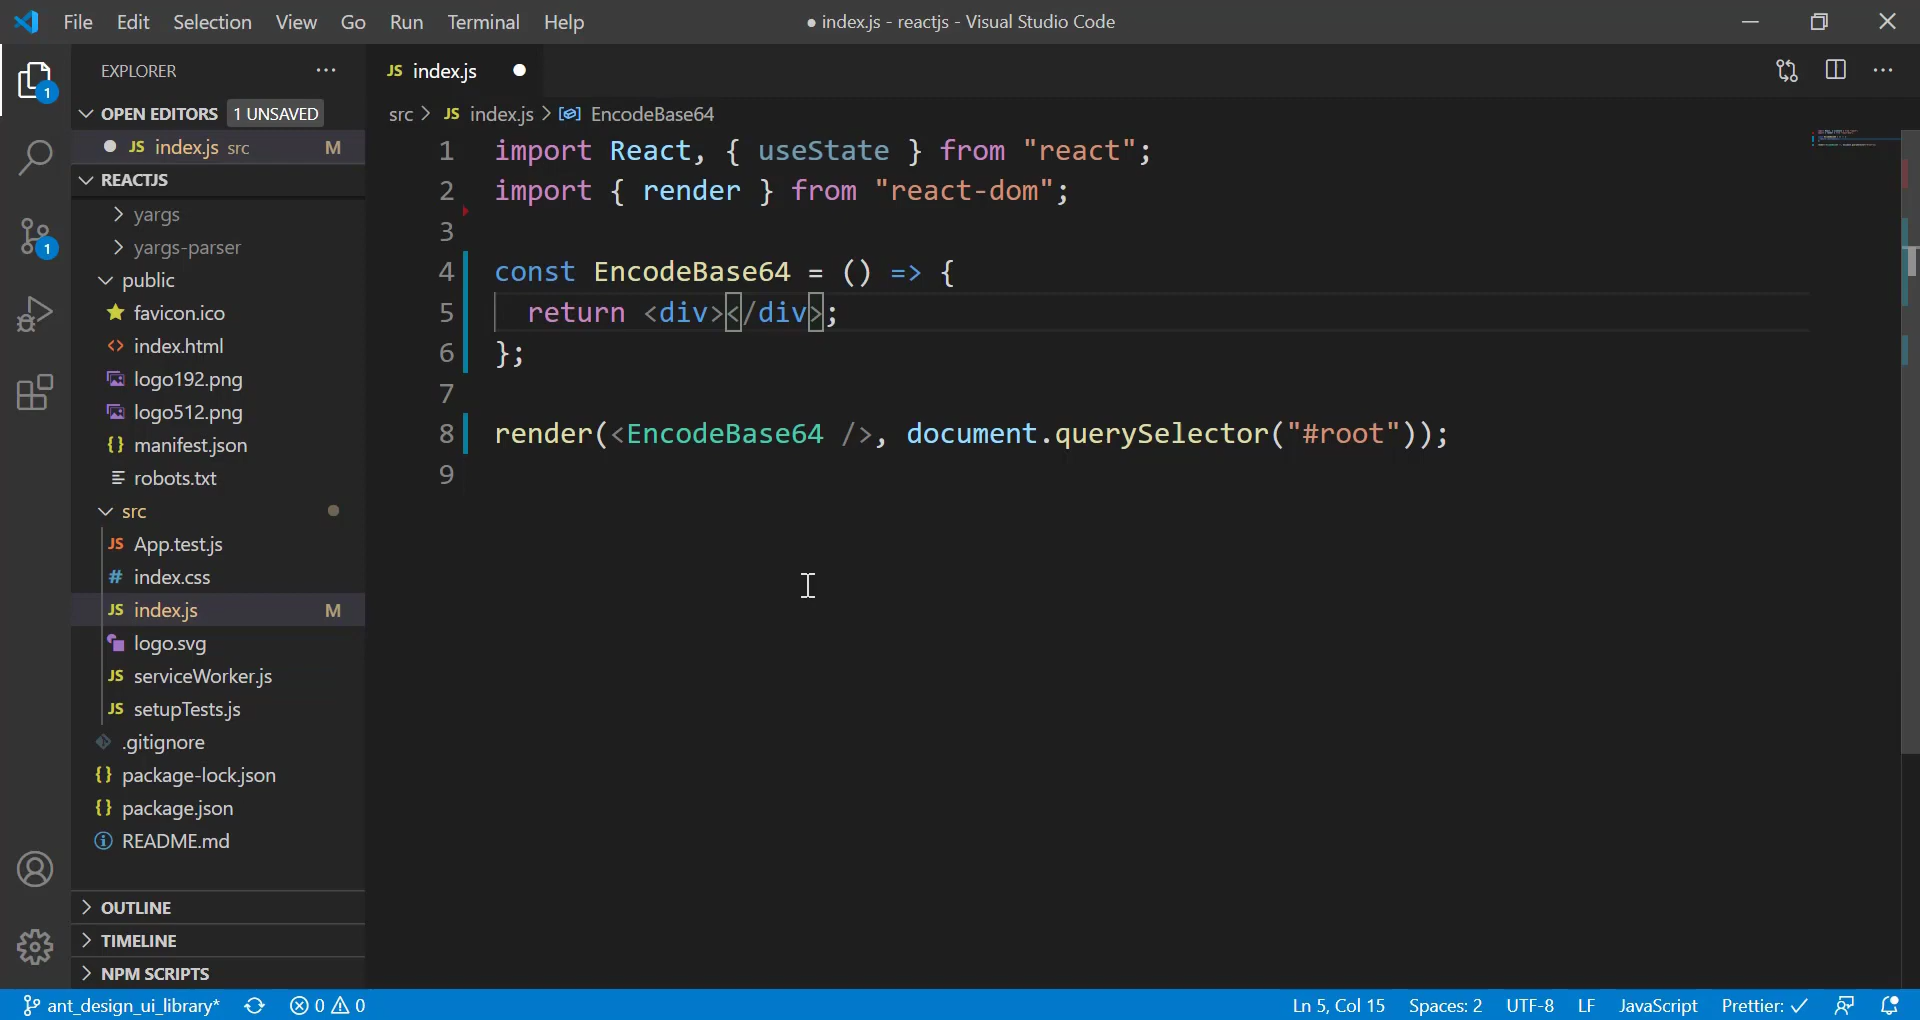 File Edit Selection View Go Run Terminal Help
● index.js - reactjs - Visual Studio Code
EXPLORER
OPEN EDITORS 1 UNSAVED
JS index.js src M
REACTJS
yargs
yargs-parser
public
favicon.ico
<> index.html
logo192.png
logo512.png
{} manifest.json
robots.txt
src
JS App.test.js
# index.css
JS index.js M
logo.svg
JS serviceWorker.js
JS setupTests.js
.gitignore
{} package-lock.json
{} package.json
README.md
OUTLINE
TIMELINE
NPM SCRIPTS
1
1
JS index.js
src > JS index.js > EncodeBase64
1 import React, { useState } from "react";
2 import { render } from "react-dom";
3
4 const EncodeBase64 = () => {
5 return <div></div>;
6 };
7
8 render(<EncodeBase64 />, document.querySelector("#root"));
9
ant_design_ui_library* 0 0 Ln 5, Col 15 Spaces: 2 UTF-8 LF JavaScript Prettier: ✓